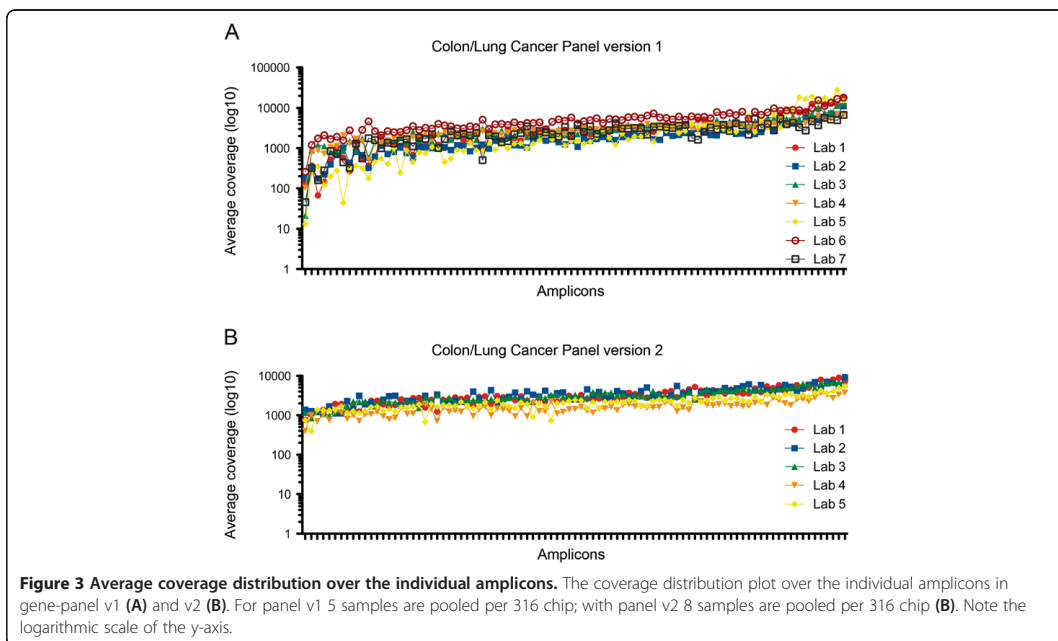 A
Colon/Lung Cancer Panel version 1
Average coverage (log10)
100000
10000
1000
100
10
1
Lab 1
Lab 2
Lab 3
Lab 4
Lab 5
Lab 6
Lab 7
Amplicons
B
Colon/Lung Cancer Panel version 2
Average coverage (log10)
10000
1000
100
10
1
Lab 1
Lab 2
Lab 3
Lab 4
Lab 5
Amplicons
Figure 3 Average coverage distribution over the individual amplicons. The coverage distribution plot over the individual amplicons in
gene-panel v1 (A) and v2 (B). For panel v1 5 samples are pooled per 316 chip; with panel v2 8 samples are pooled per 316 chip (B). Note the
logarithmic scale of the y-axis.